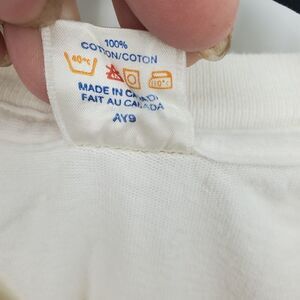 100%
COTTON/COTON
40°C
MADE IN CANADA
FAIT AU CANADA
AY9